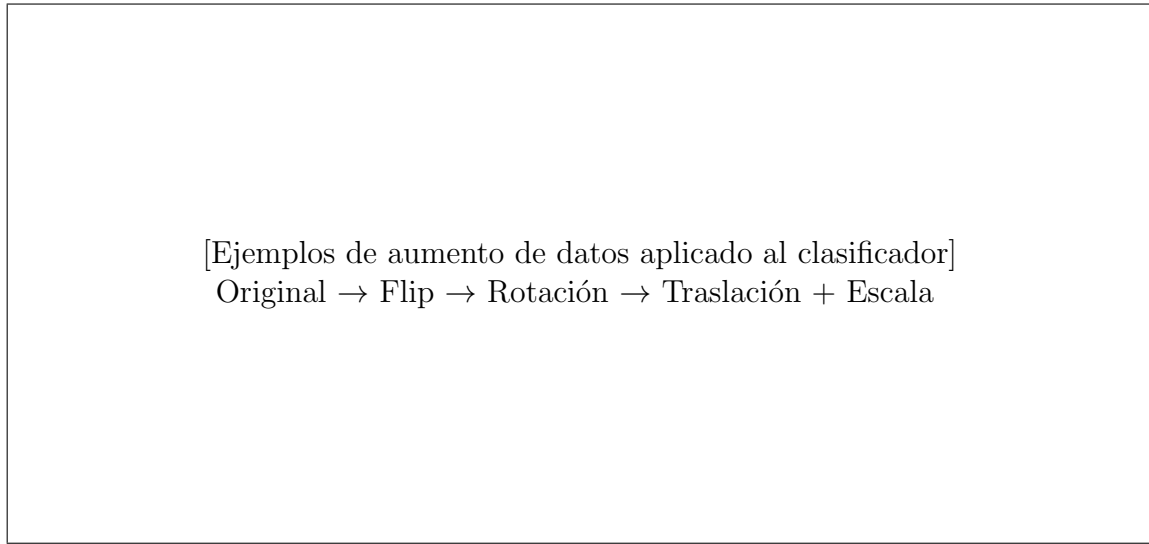 [Ejemplos de aumento de datos aplicado al clasificador]
Original → Flip → Rotación → Traslación + Escala